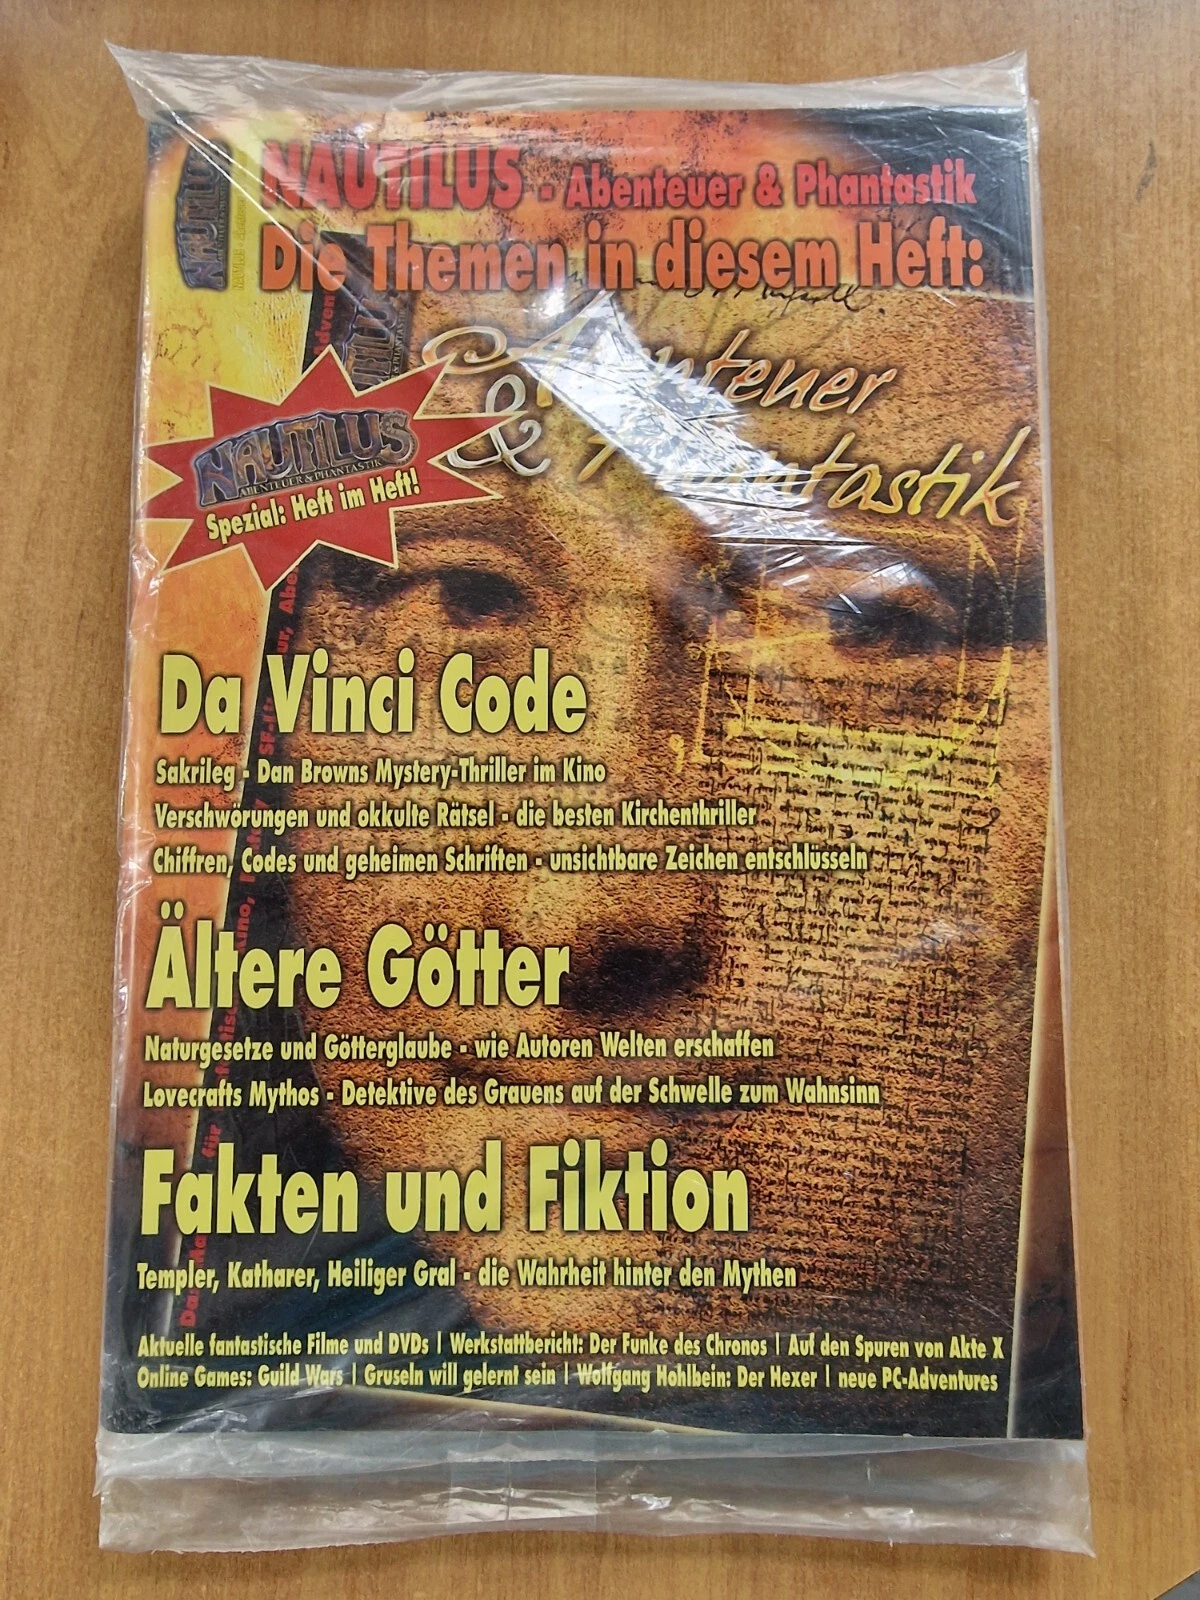 NAUTILUS - Abenteuer & Phantastik
Die Themen in diesem Heft:
Abenteuer
& Phantastik
NAUTILUS
ABENTEUER & PHANTASTIK
Spezial: Heft im Heft!
Da Vinci Code
Sakrileg - Dan Browns Mystery-Thriller im Kino
Verschwörungen und okkulte Rätsel - die besten Kirchenthriller
Chiffren, Codes und geheimen Schriften - unsichtbare Zeichen entschlüsseln
Ältere Götter
Naturgesetze und Götterglaube - wie Autoren Welten erschaffen
Lovecrafts Mythos - Detektive des Grauens auf der Schwelle zum Wahnsinn
Fakten und Fiktion
Templer, Katharer, Heiliger Gral - die Wahrheit hinter den Mythen
Aktuelle fantastische Filme und DVDs | Werkstattbericht: Der Funke des Chronos | Auf den Spuren von Akte X
Online Games: Guild Wars | Gruseln will gelernt sein | Wolfgang Hohlbein: Der Hexer | neue PC-Adventures